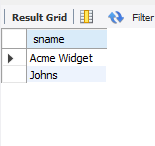 Result Grid Filter
sname
Acme Widget
Johns